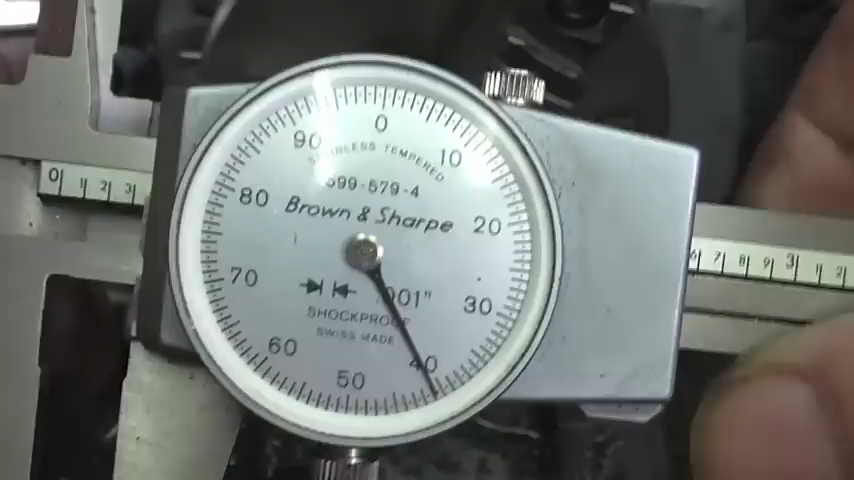 0 1 2 3
0
10
20
30
40
50
60
70
80
90
STAINLESS TEMPERED
599-579-4
Brown & Sharpe
.001"
SHOCKPROOF
SWISS MADE
6 7 8 9 3 1 2